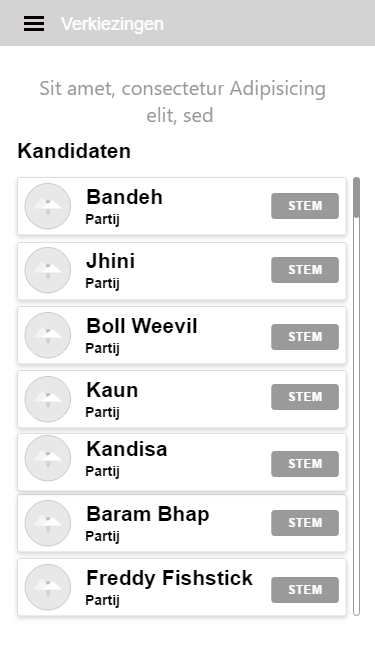 Verkiezingen
Sit amet, consectetur Adipisicing
elit, sed
Kandidaten
Bandeh
Partij
STEM
Jhini
Partij
STEM
Boll Weevil
Partij
STEM
Kaun
Partij
STEM
Kandisa
Partij
STEM
Baram Bhap
Partij
STEM
Freddy Fishstick
Partij
STEM